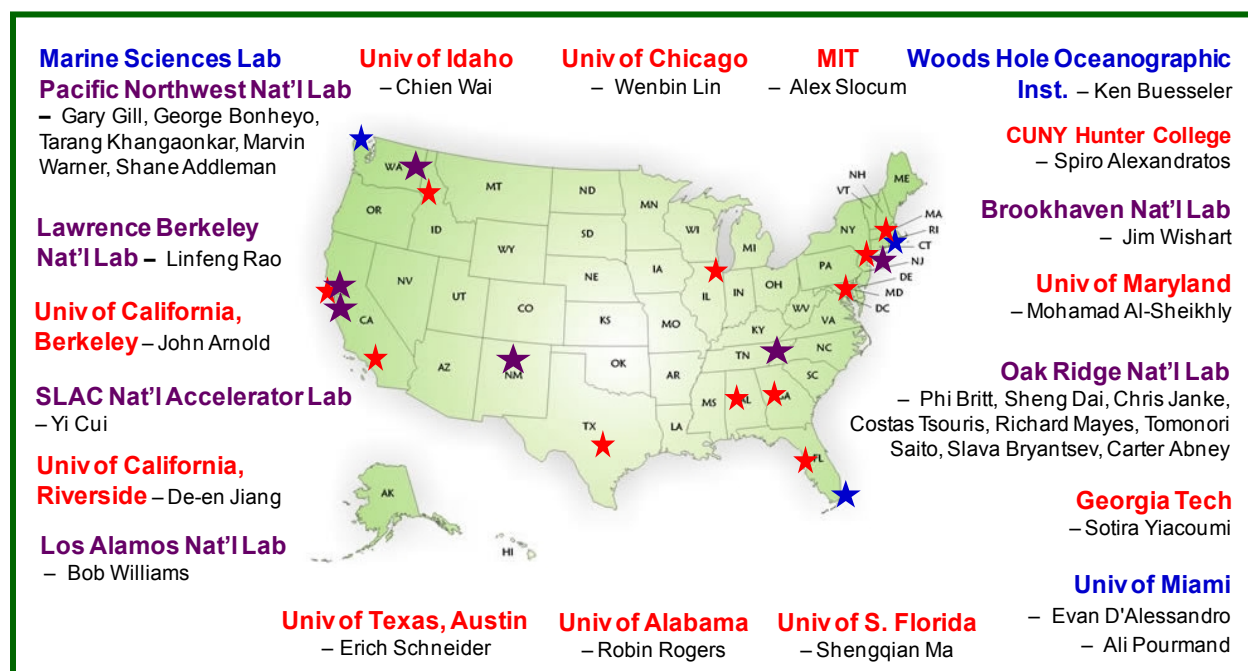 Marine Sciences Lab
Pacific Northwest Nat'l Lab
– Gary Gill, George Bonheyo,
Tarang Khangaonkar, Marvin
Warner, Shane Addleman
Univ of Idaho
– Chien Wai
Univ of Chicago
– Wenbin Lin
MIT
– Alex Slocum
Woods Hole Oceanographic
Inst. – Ken Buesseler
CUNY Hunter College
– Spiro Alexandratos
Brookhaven Nat'l Lab
– Jim Wishart
Univ of Maryland
– Mohamad Al-Sheikhly
Oak Ridge Nat'l Lab
– Phi Britt, Sheng Dai, Chris Janke,
Costas Tsouris, Richard Mayes, Tomonori
Saito, Slava Bryantsev, Carter Abney
Georgia Tech
– Sotira Yiacoumi
Univ of Miami
– Evan D'Alessandro
– Ali Pourmand
Lawrence Berkeley
Nat'l Lab – Linfeng Rao
Univ of California,
Berkeley – John Arnold
SLAC Nat'l Accelerator Lab
– Yi Cui
Univ of California,
Riverside – De-en Jiang
Los Alamos Nat'l Lab
– Bob Williams
Univ of Texas, Austin
– Erich Schneider
Univ of Alabama
– Robin Rogers
Univ of S. Florida
– Shengqian Ma
WA
MT
ND
MN
OR
ID
WY
SD
WI
MI
NY
VT
NH
ME
MA
RI
CT
NJ
DE
MD
DC
PA
NV
UT
CO
NE
IA
IL
IN
OH
WV
VA
KY
CA
AZ
NM
KS
MO
OK
AR
TN
NC
SC
MS
AL
GA
TX
LA
FL
AK
HI